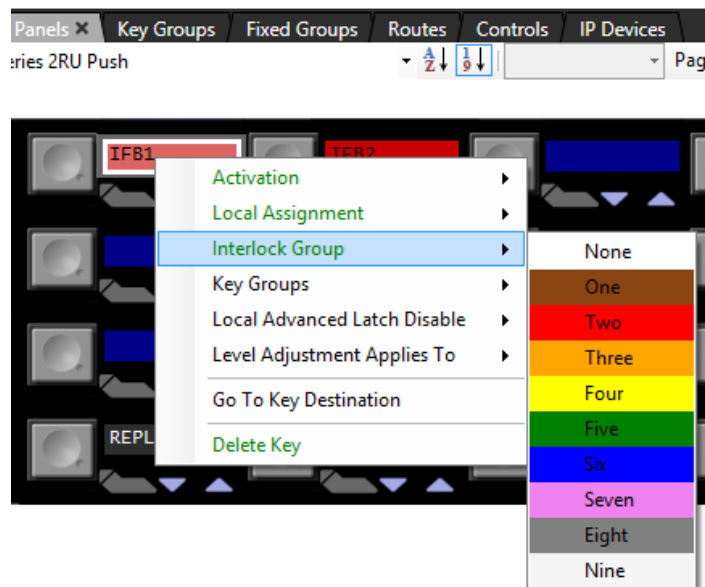 Panels Key Groups Fixed Groups Routes Controls IP Devices
eries 2RU Push A Z 1 9 Pag
IFB1 IFB2
Activation
Local Assignment
Interlock Group
Key Groups
Local Advanced Latch Disable
Level Adjustment Applies To
Go To Key Destination
Delete Key
REPL
None
One
Two
Three
Four
Five
Six
Seven
Eight
Nine